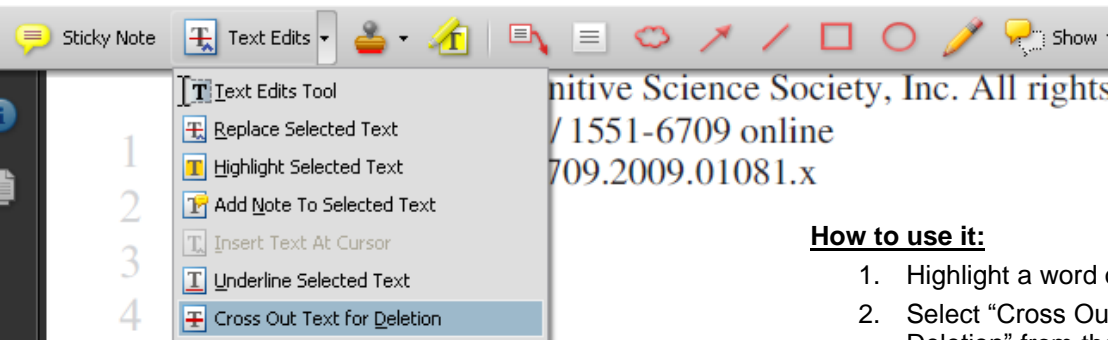 Sticky Note Text Edits Show
Text Edits Tool
Replace Selected Text
Highlight Selected Text
Add Note To Selected Text
Insert Text At Cursor
Underline Selected Text
Cross Out Text for Deletion
nitive Science Society, Inc. All rights
/ 1551-6709 online
709.2009.01081.x
1
2
3
4
How to use it:
1. Highlight a word
2. Select “Cross Ou